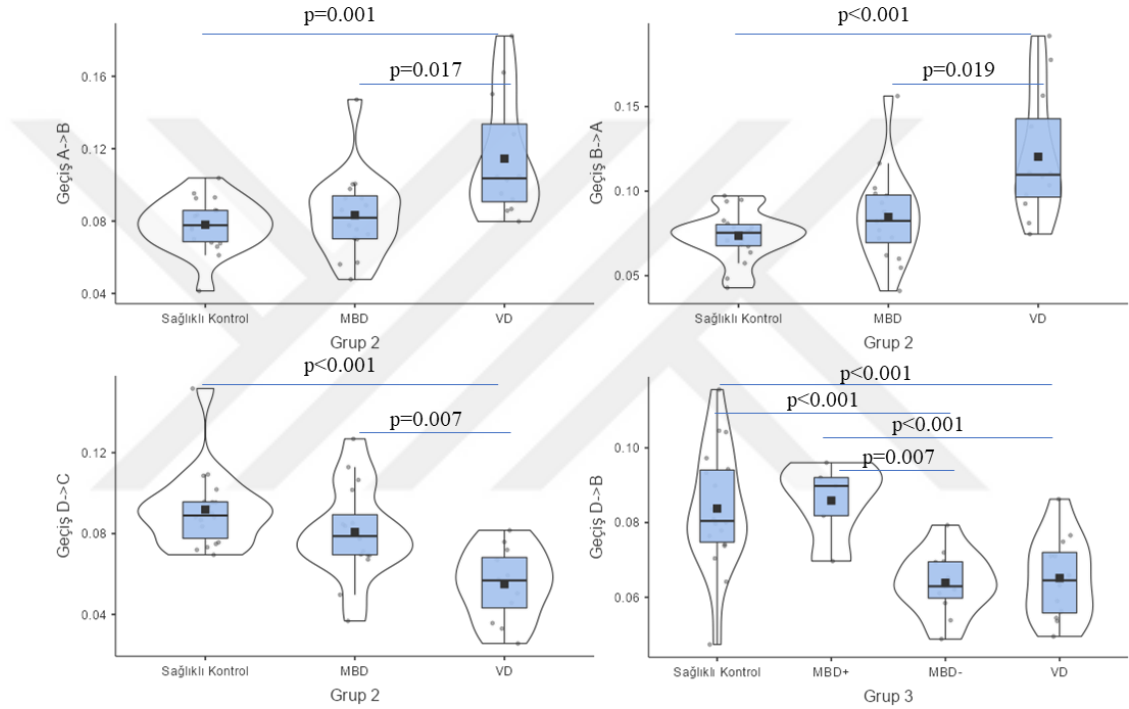 p=0.001
p=0.017
Geçiş A->B
0.16
0.12
0.08
0.04
Sağlıklı Kontrol MBD VD
Grup 2
p<0.001
p=0.019
Geçiş B->A
0.15
0.10
0.05
Sağlıklı Kontrol MBD VD
Grup 2
p<0.001
p=0.007
Geçiş D->C
0.12
0.08
0.04
Sağlıklı Kontrol MBD VD
Grup 2
p<0.001
p<0.001
p<0.001
p=0.007
Geçiş D->B
0.10
0.08
0.06
Sağlıklı Kontrol MBD+ MBD- VD
Grup 3